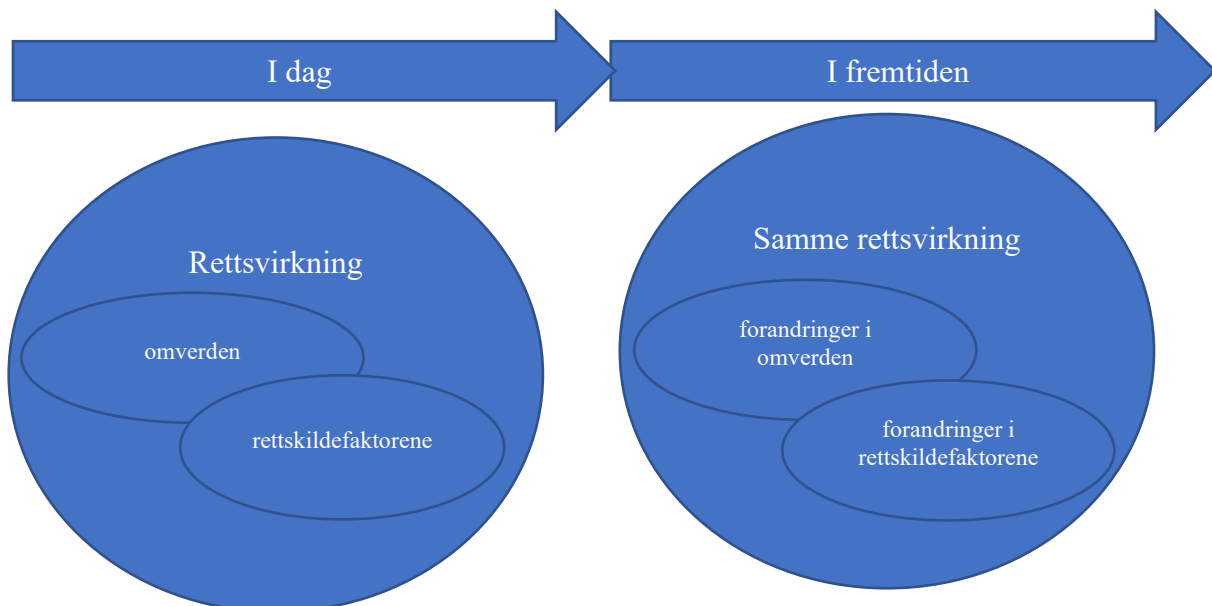 I dag
I fremtiden
Rettsvirkning
omverden
rettskildefaktorene
Samme rettsvirkning
forandringer i
omverden
forandringer i
rettskildefaktorene